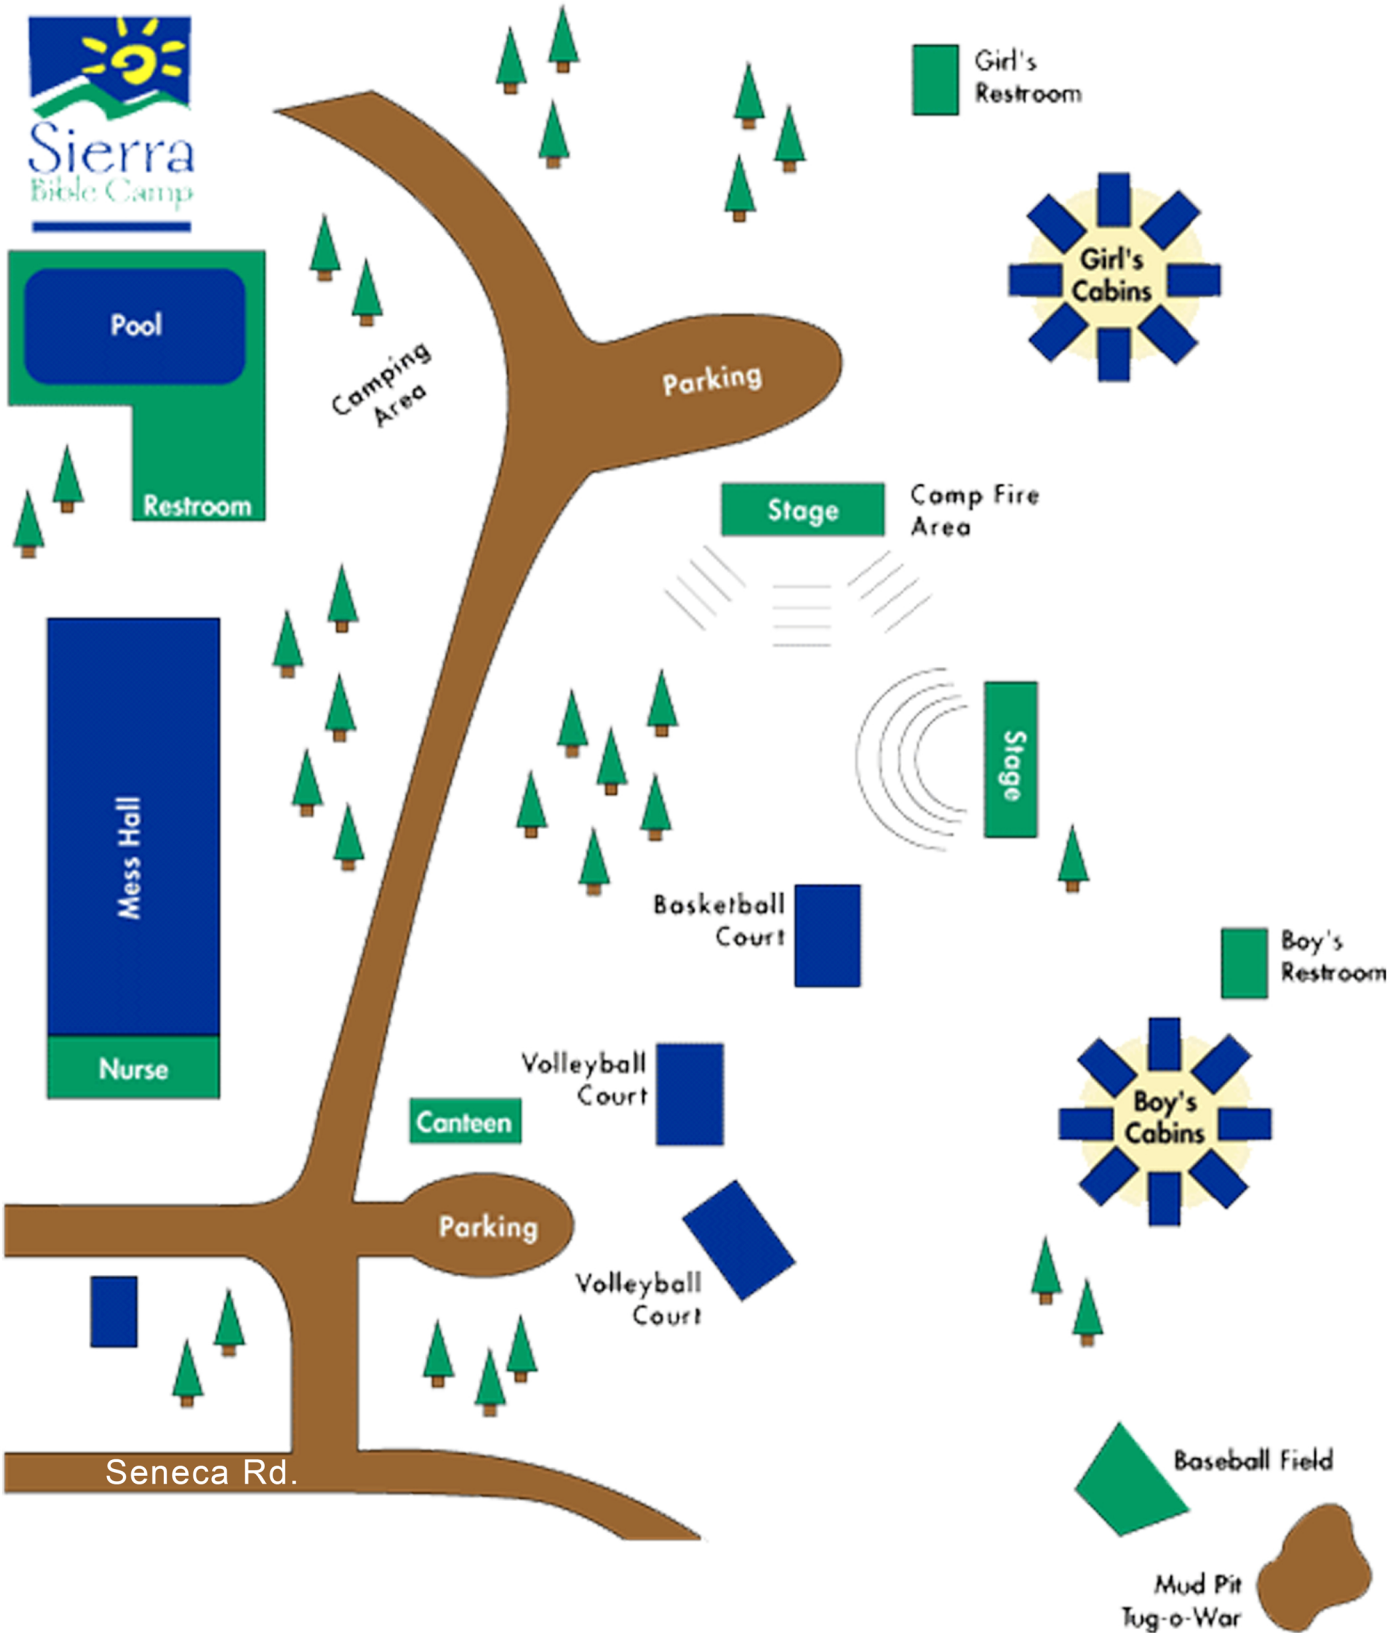 Sierra
Bible Camp
Girl's
Restroom
Girl's
Cabins
Pool
Camping
Area
Parking
Restroom
Stage
Camp Fire
Area
Stage
Mess Hall
Basketball
Court
Boy's
Restroom
Nurse
Volleyball
Court
Canteen
Boy's
Cabins
Parking
Volleyball
Court
Seneca Rd.
Baseball Field
Mud Pit
Tug-o-War